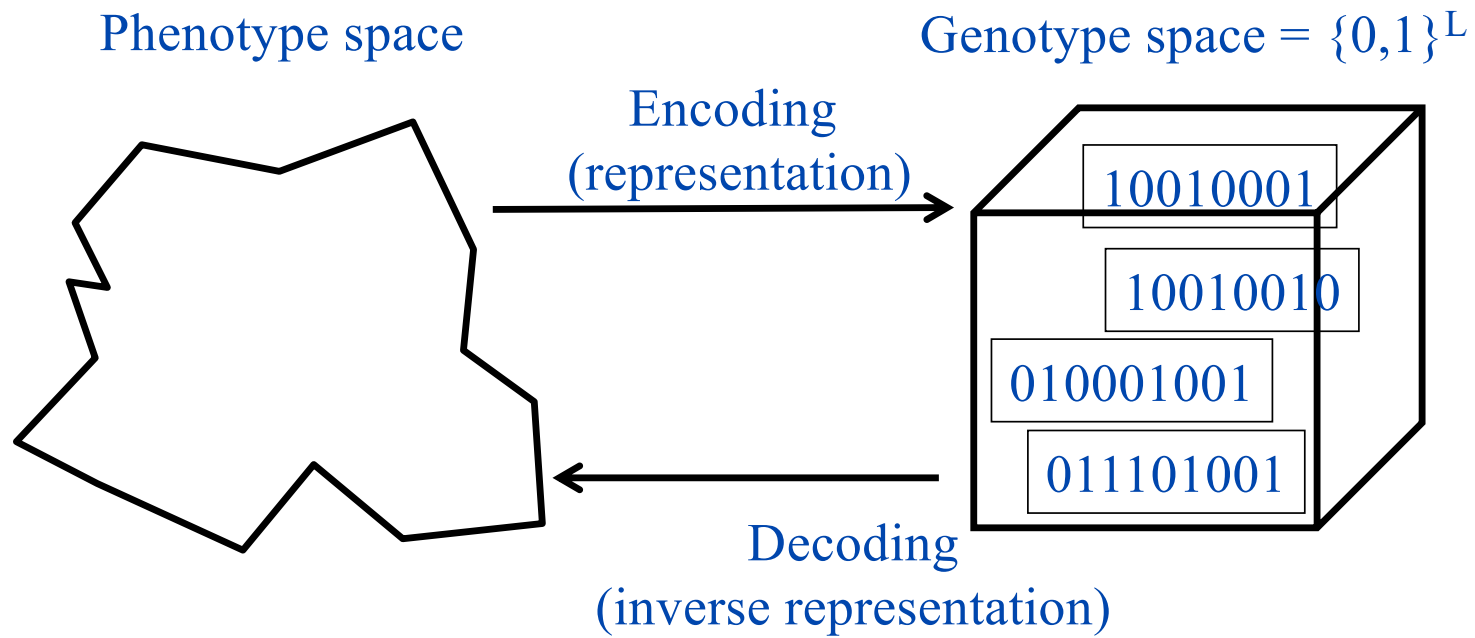 Phenotype space
Genotype space = {0,1}ᴸ
Encoding
(representation)
10010001
10010010
010001001
011101001
Decoding
(inverse representation)